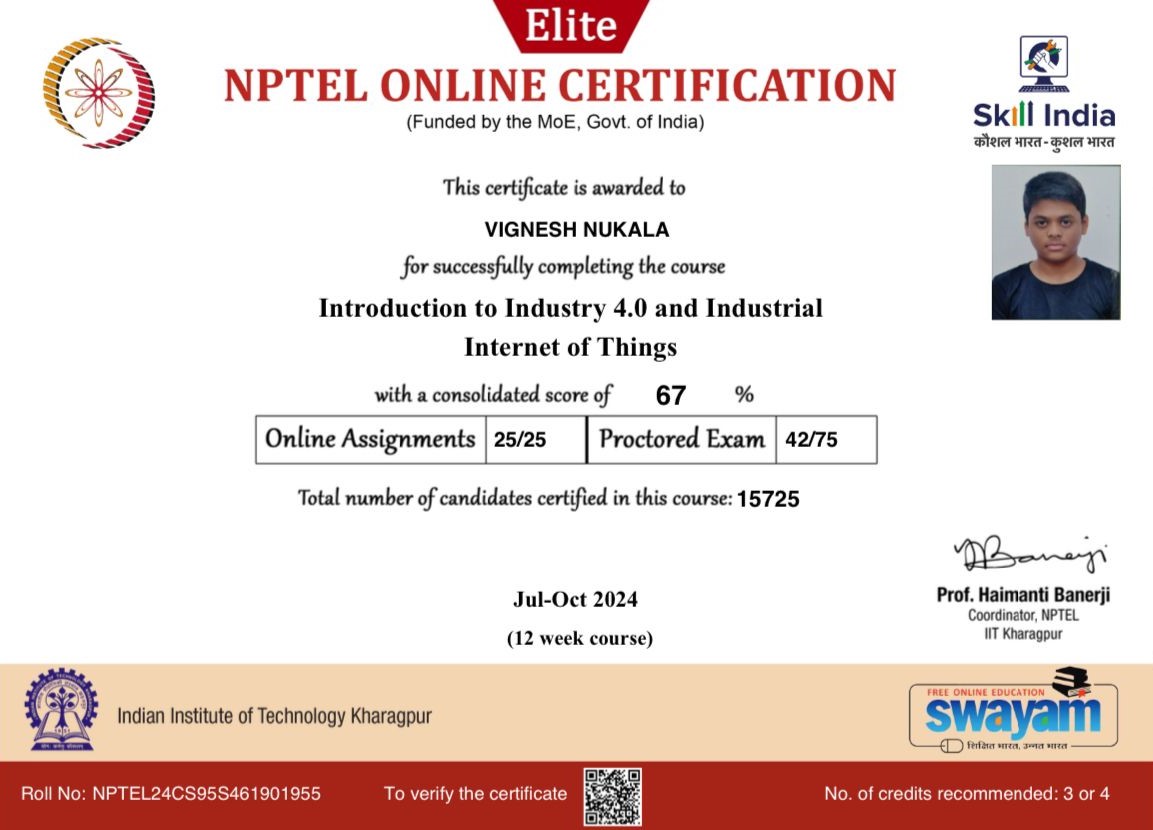 Elite
NPTEL ONLINE CERTIFICATION
(Funded by the MoE, Govt. of India)
Skill India
कौशल भारत - कुशल भारत
This certificate is awarded to
VIGNESH NUKALA
for successfully completing the course
Introduction to Industry 4.0 and Industrial
Internet of Things
with a consolidated score of 67 %
Online Assignments 25/25 Proctored Exam 42/75
Total number of candidates certified in this course: 15725
Jul-Oct 2024
(12 week course)
Prof. Haimanti Banerji
Coordinator, NPTEL
IIT Kharagpur
Indian Institute of Technology Kharagpur
FREE ONLINE EDUCATION
swayam
शिक्षित भारत, उन्नत भारत
Roll No: NPTEL24CS95S461901955
To verify the certificate
No. of credits recommended: 3 or 4